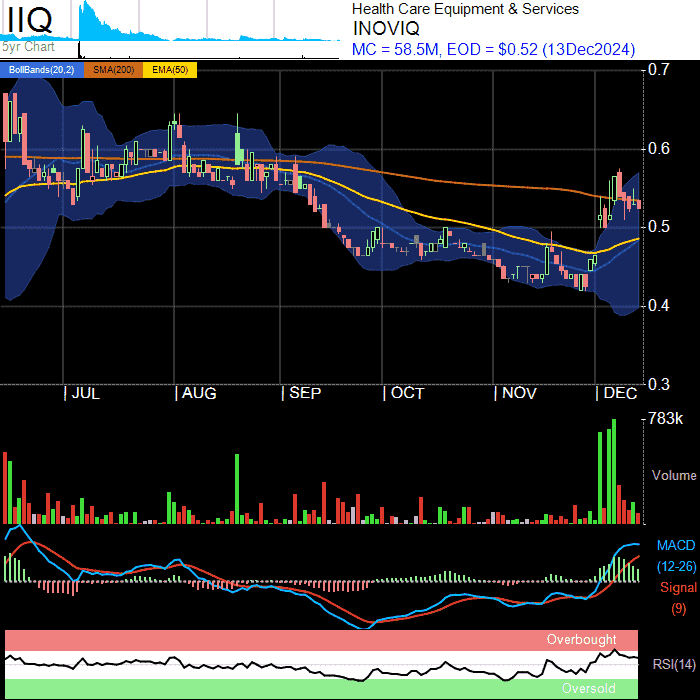 IIQ
5yr Chart
Health Care Equipment & Services
INOVIQ
MC = 58.5M, EOD = $0.52 (13Dec2024)
BollBands(20,2) SMA(200) EMA(50)
0.7
0.6
0.5
0.4
0.3
JUL AUG SEP OCT NOV DEC
783k
Volume
MACD
(12-26)
Signal
(9)
Overbought
RSI(14)
Oversold